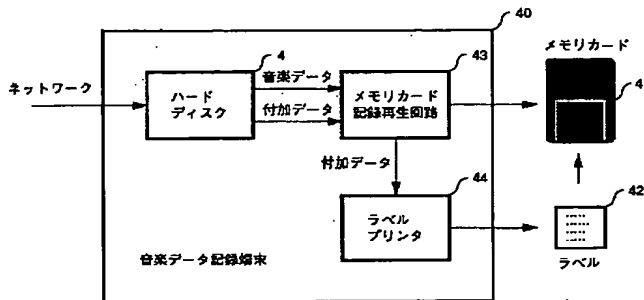 40
メモリカード
4
43
4
ネットワーク
ハード
ディスク
音楽データ
付加データ
メモリカード
記録再生回路
付加データ
44
42
ラベル
プリンタ
ラベル
音楽データ記録端末